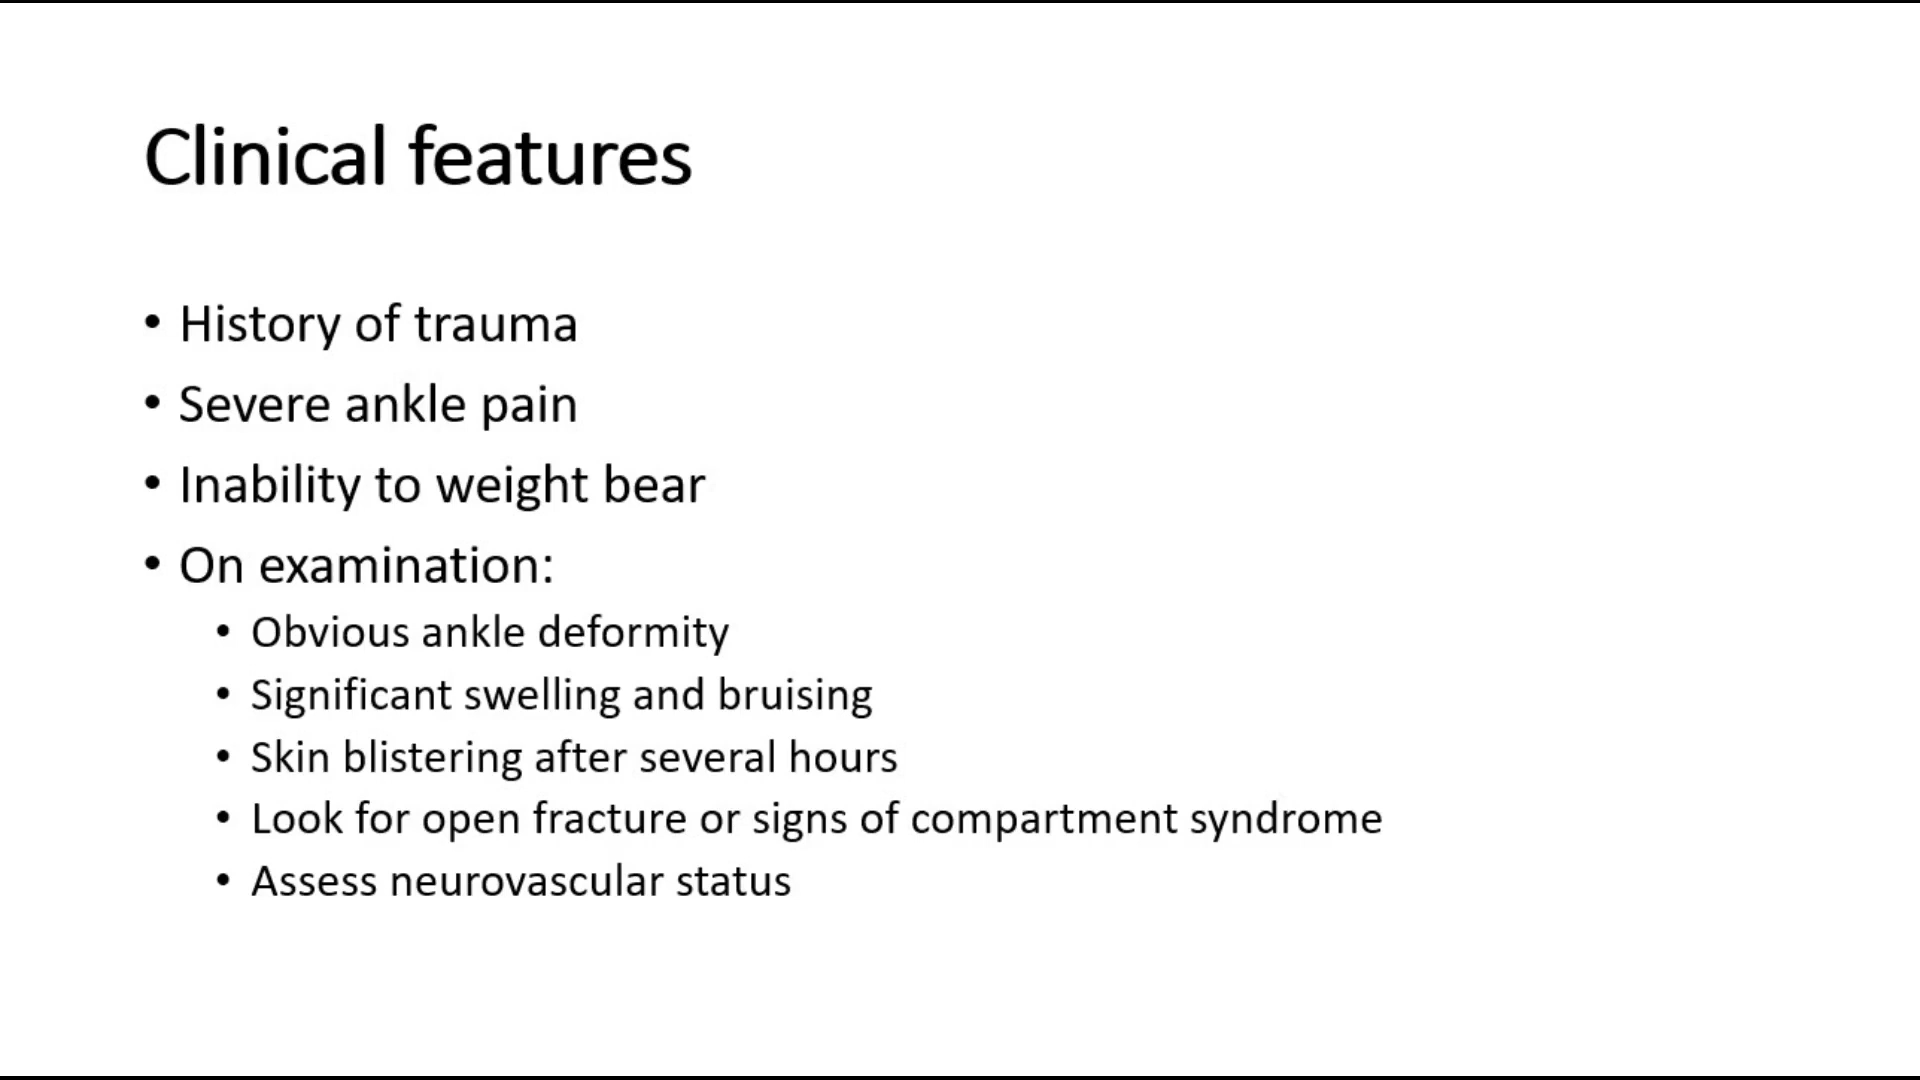 Clinical features
• History of trauma
• Severe ankle pain
• Inability to weight bear
• On examination:
• Obvious ankle deformity
• Significant swelling and bruising
• Skin blistering after several hours
• Look for open fracture or signs of compartment syndrome
• Assess neurovascular status